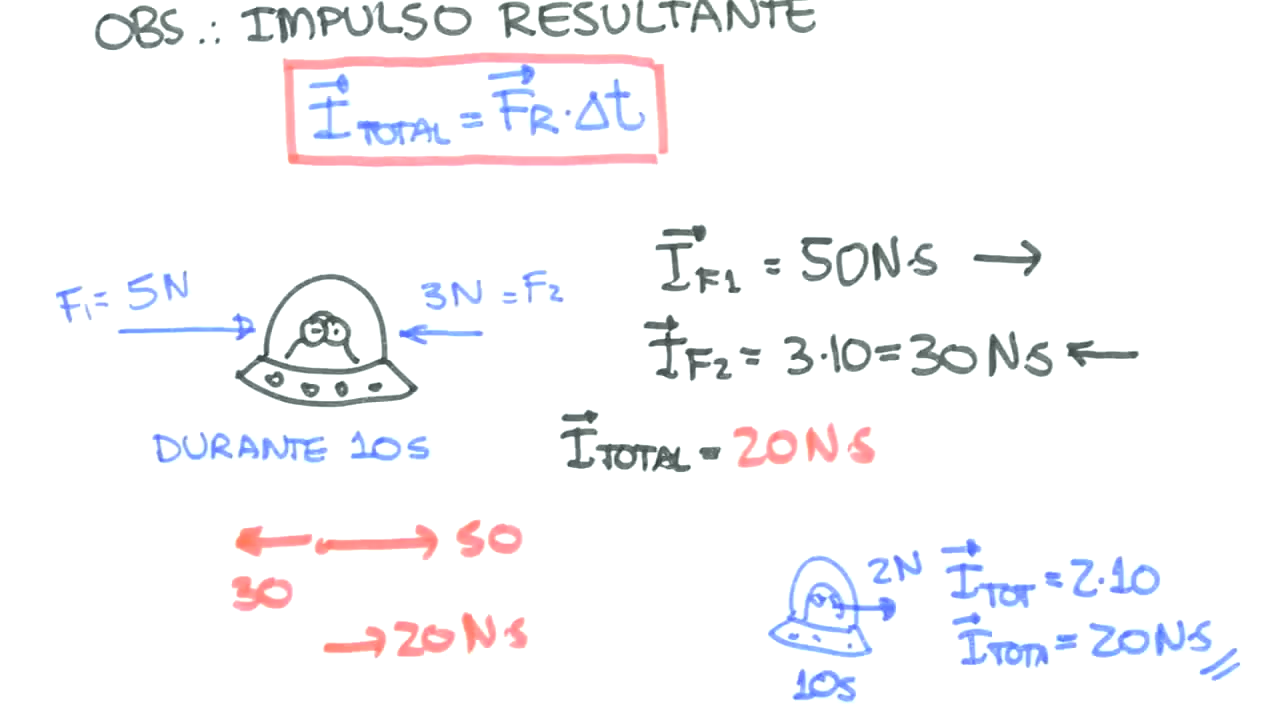 OBS.: IMPULSO RESULTANTE
I TOTAL = FR · Δt
F1 = 5N
3N = F2
DURANTE 10s
I F1 = 50N·s →
I F2 = 3·10 = 30 Ns ←
I TOTAL = 20N·s
50
30
→ 20 N·s
2N
10s
I TOT = 2·10
I TOTA = 20N·s